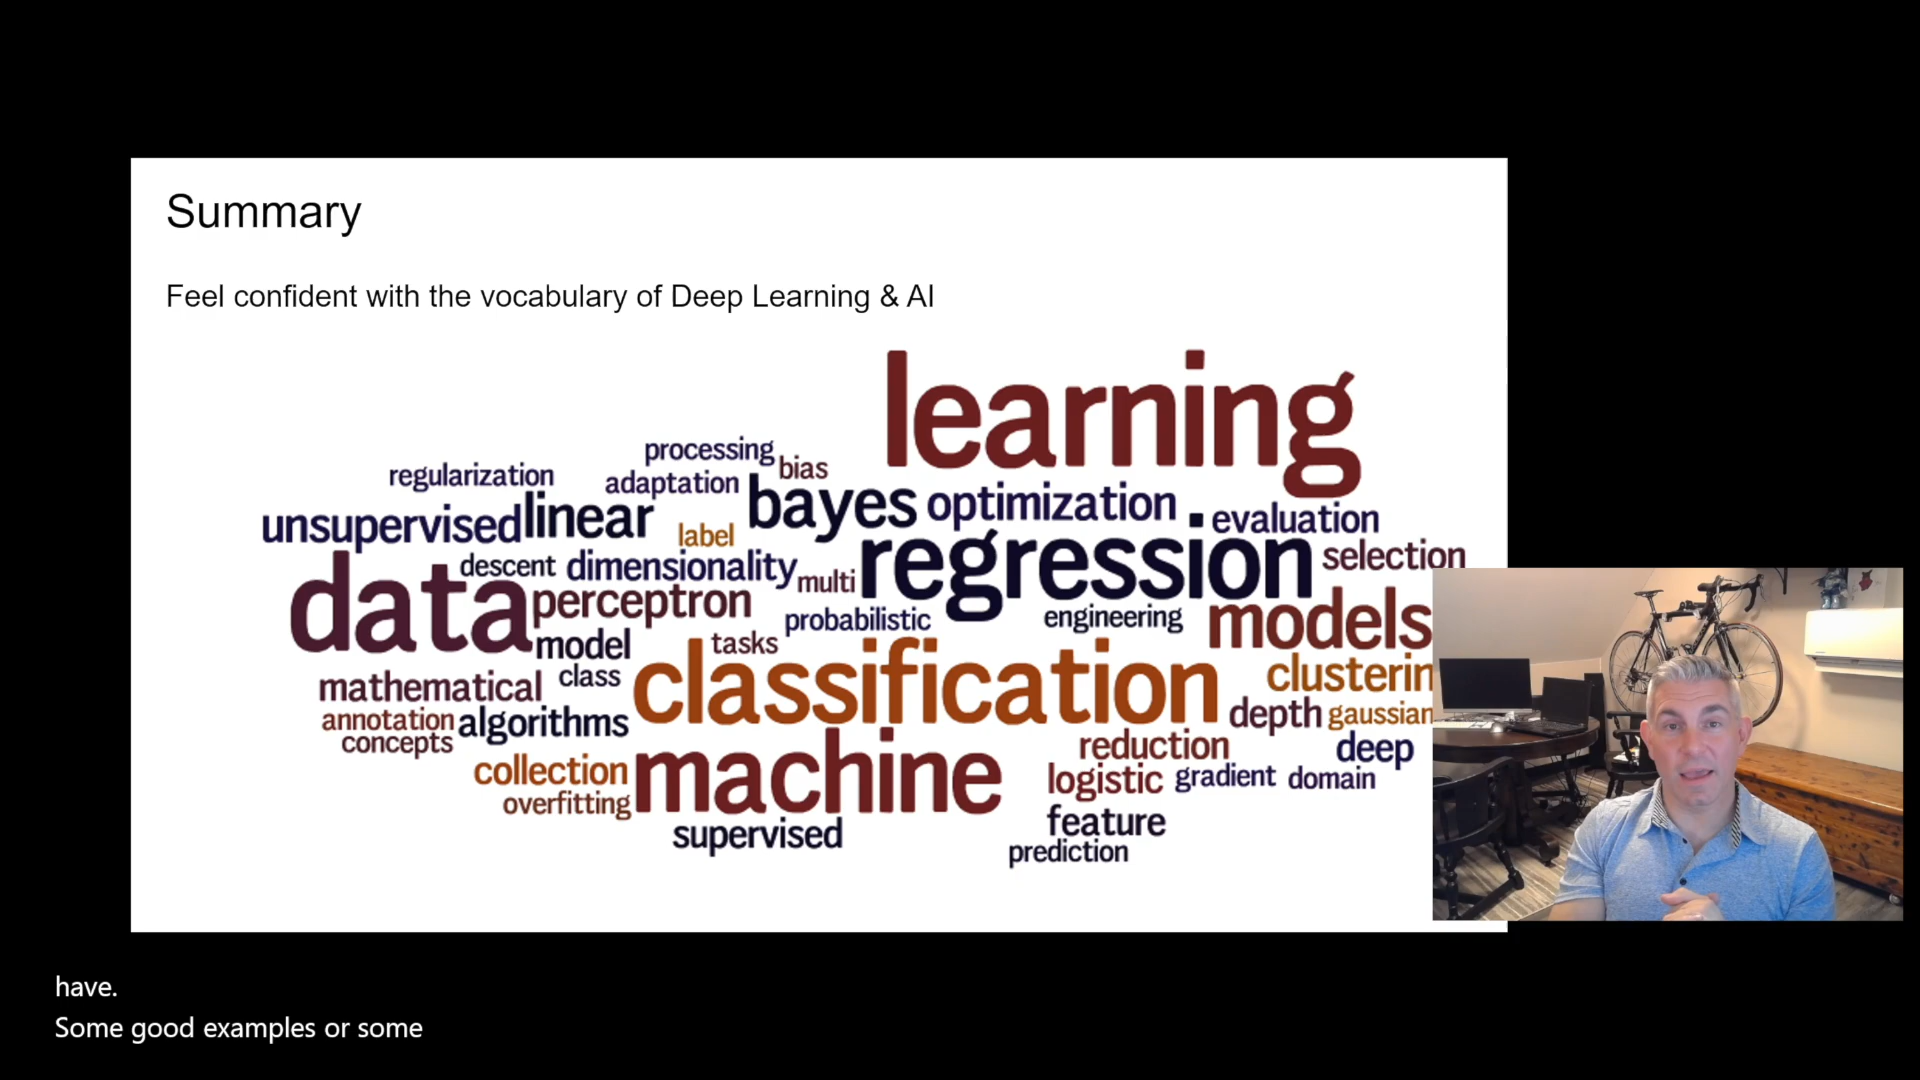 Summary
Feel confident with the vocabulary of Deep Learning & AI
learning
processing
bias
regularization
adaptation
bayes
optimization
evaluation
unsupervised
linear
label
regression
selection
descent
dimensionality
multi
data
perceptron
probabilistic
engineering
models
model
tasks
classification
clusterin
mathematical
class
annotation
algorithms
depth
gaussian
concepts
reduction
deep
collection
machine
logistic
gradient
domain
overfitting
supervised
feature
prediction
have.
Some good examples or some